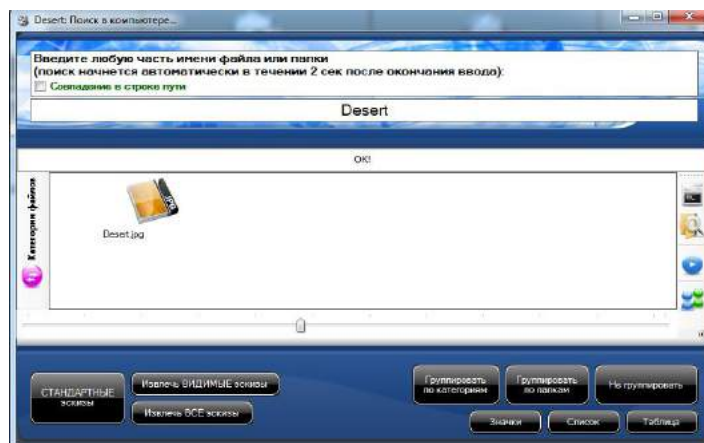 Desert: Поиск в компьютере...
Введите любую часть имени файла или папки
(поиск начнется автоматически в течении 2 сек после окончания ввода):
Совпадание в строке пути
Desert
OK!
Категории файлов
JPG
Desert.jpg
СТАНДАРТНЫЕ
эскизы
Извлечь ВИДИМЫЕ эскизы
Извлечь ВСЕ эскизы
Группировать
по категориям
Группировать
по папкам
Не группировать
Значки
Список
Таблица